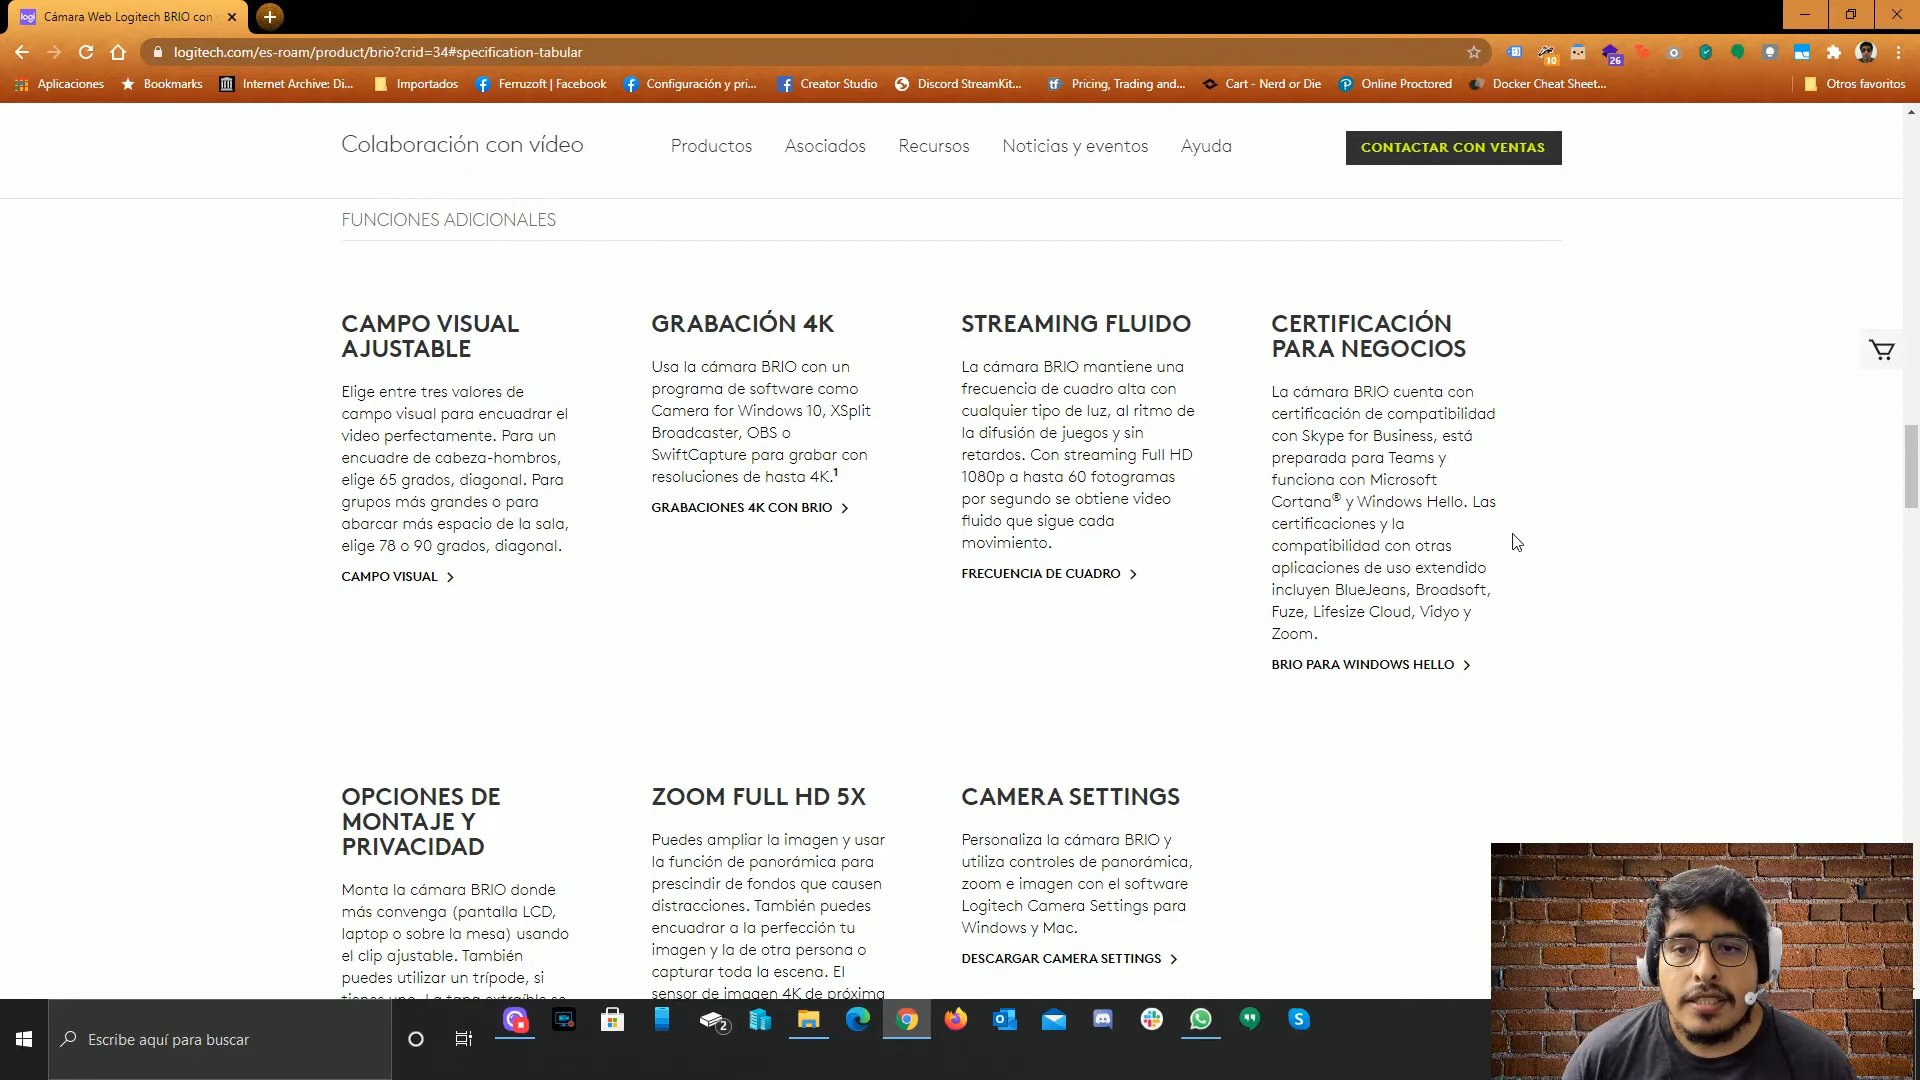 logi Cámara Web Logitech BRIO con
logitech.com/es-roam/product/brio?crid=34#specification-tabular
10
26
Aplicaciones Bookmarks Internet Archive: Di... Importados Ferruzoft | Facebook Configuración y pri... Creator Studio Discord StreamKit... tf Pricing, Trading and... Cart - Nerd or Die Online Proctored Docker Cheat Sheet... Otros favoritos
Colaboración con vídeo Productos Asociados Recursos Noticias y eventos Ayuda CONTACTAR CON VENTAS
FUNCIONES ADICIONALES
CAMPO VISUAL
AJUSTABLE
Elige entre tres valores de
campo visual para encuadrar el
video perfectamente. Para un
encuadre de cabeza-hombros,
elige 65 grados, diagonal. Para
grupos más grandes o para
abarcar más espacio de la sala,
elige 78 o 90 grados, diagonal.
CAMPO VISUAL
GRABACIÓN 4K
Usa la cámara BRIO con un
programa de software como
Camera for Windows 10, XSplit
Broadcaster, OBS o
SwiftCapture para grabar con
resoluciones de hasta 4K.1
GRABACIONES 4K CON BRIO
STREAMING FLUIDO
La cámara BRIO mantiene una
frecuencia de cuadro alta con
cualquier tipo de luz, al ritmo de
la difusión de juegos y sin
retardos. Con streaming Full HD
1080p a hasta 60 fotogramas
por segundo se obtiene video
fluido que sigue cada
movimiento.
FRECUENCIA DE CUADRO
CERTIFICACIÓN
PARA NEGOCIOS
La cámara BRIO cuenta con
certificación de compatibilidad
con Skype for Business, está
preparada para Teams y
funciona con Microsoft
Cortana® y Windows Hello. Las
certificaciones y la
compatibilidad con otras
aplicaciones de uso extendido
incluyen BlueJeans, Broadsoft,
Fuze, Lifesize Cloud, Vidyo y
Zoom.
BRIO PARA WINDOWS HELLO
OPCIONES DE
MONTAJE Y
PRIVACIDAD
Monta la cámara BRIO donde
más convenga (pantalla LCD,
laptop o sobre la mesa) usando
el clip ajustable. También
puedes utilizar un trípode, si
ZOOM FULL HD 5X
Puedes ampliar la imagen y usar
la función de panorámica para
prescindir de fondos que causen
distracciones. También puedes
encuadrar a la perfección tu
imagen y la de otra persona o
capturar toda la escena. El
sensor de imagen 4K de próxima
CAMERA SETTINGS
Personaliza la cámara BRIO y
utiliza controles de panorámica,
zoom e imagen con el software
Logitech Camera Settings para
Windows y Mac.
DESCARGAR CAMERA SETTINGS
Escribe aquí para buscar
2